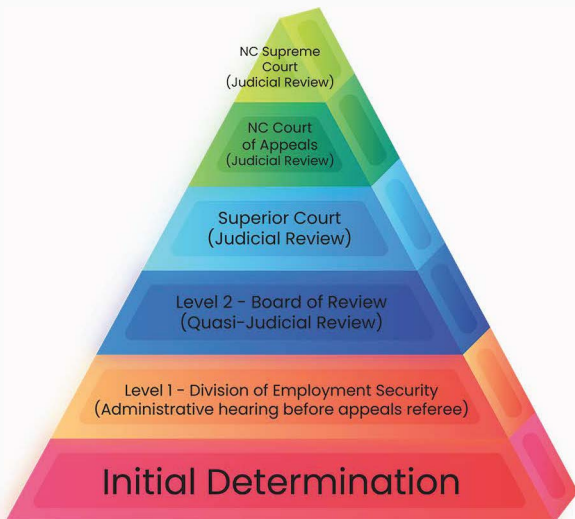 NC Supreme
Court
(Judicial Review)
NC Court
of Appeals
(Judicial Review)
Superior Court
(Judicial Review)
Level 2 - Board of Review
(Quasi-Judicial Review)
Level 1 - Division of Employment Security
(Administrative hearing before appeals referee)
Initial Determination